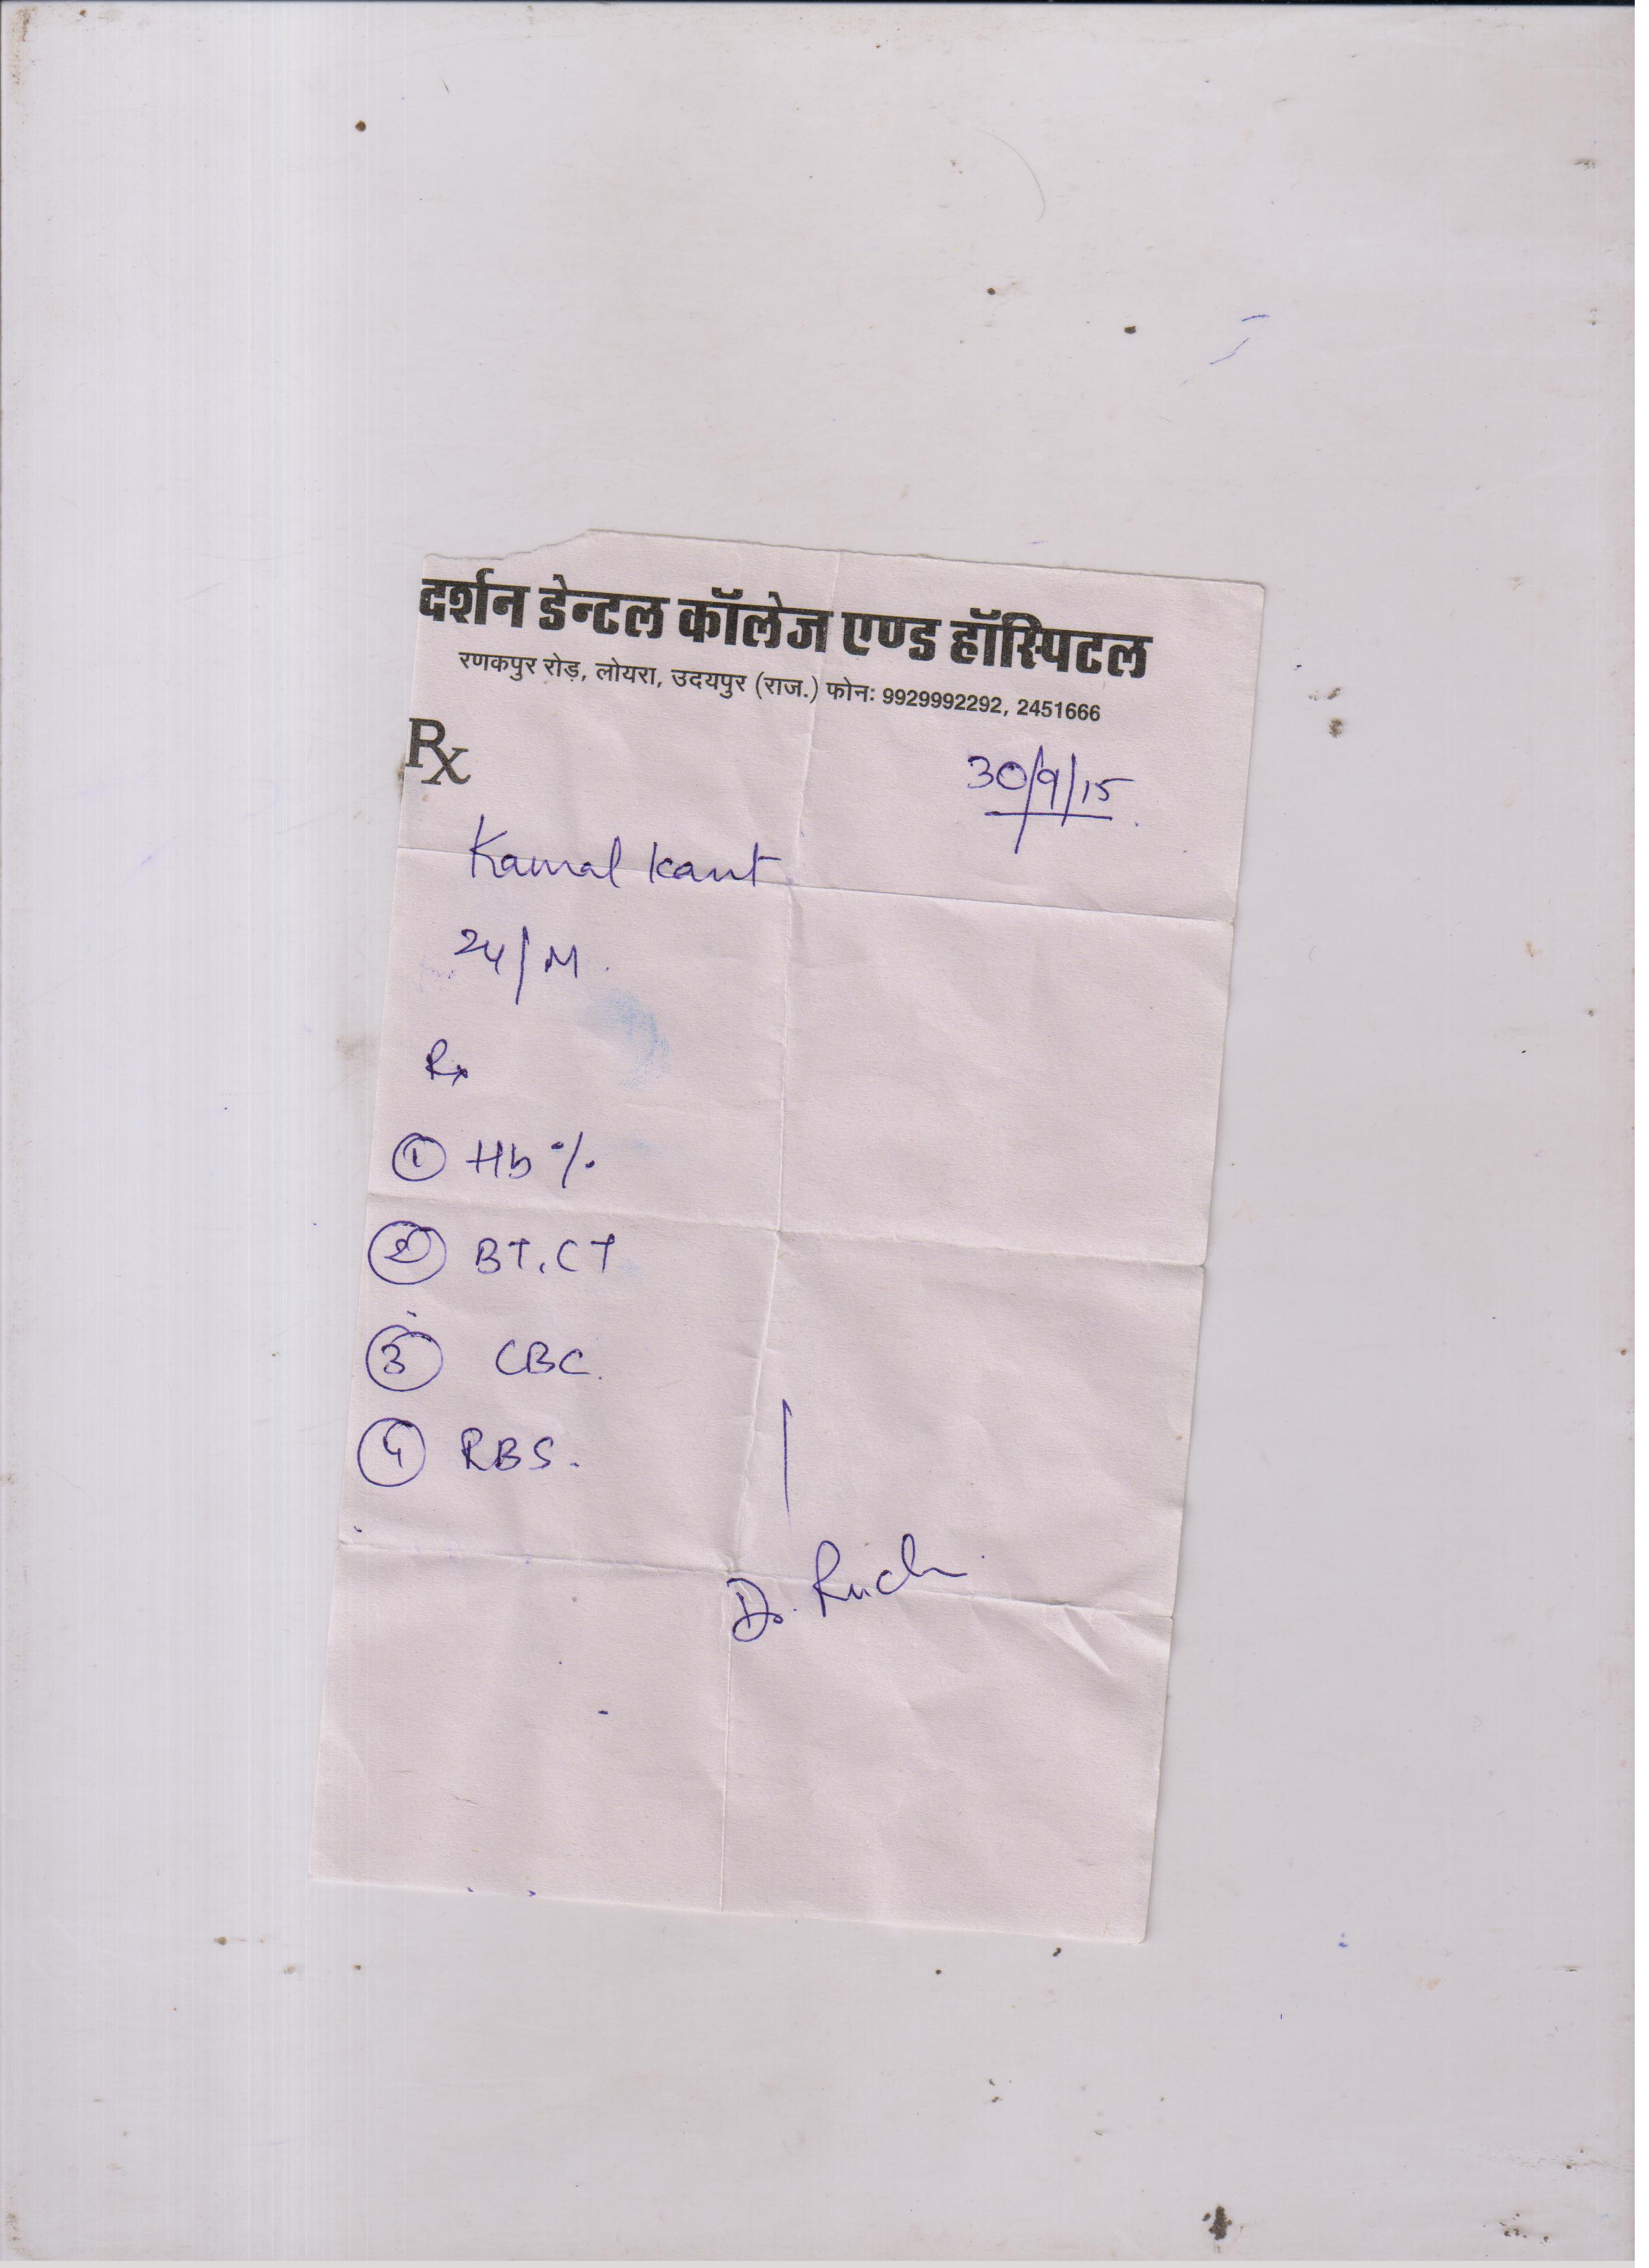 दर्शन डेन्टल कॉलेज एण्ड हॉस्पिटल
रणकपुर रोड़, लोयरा, उदयपुर (राज.) फोन: 9929992292, 2451666
Rx
30/9/15
Kamal Kant
24/M
Rx
① Hb %
② BT, CT
③ CBC.
④ RBS.
Dr.